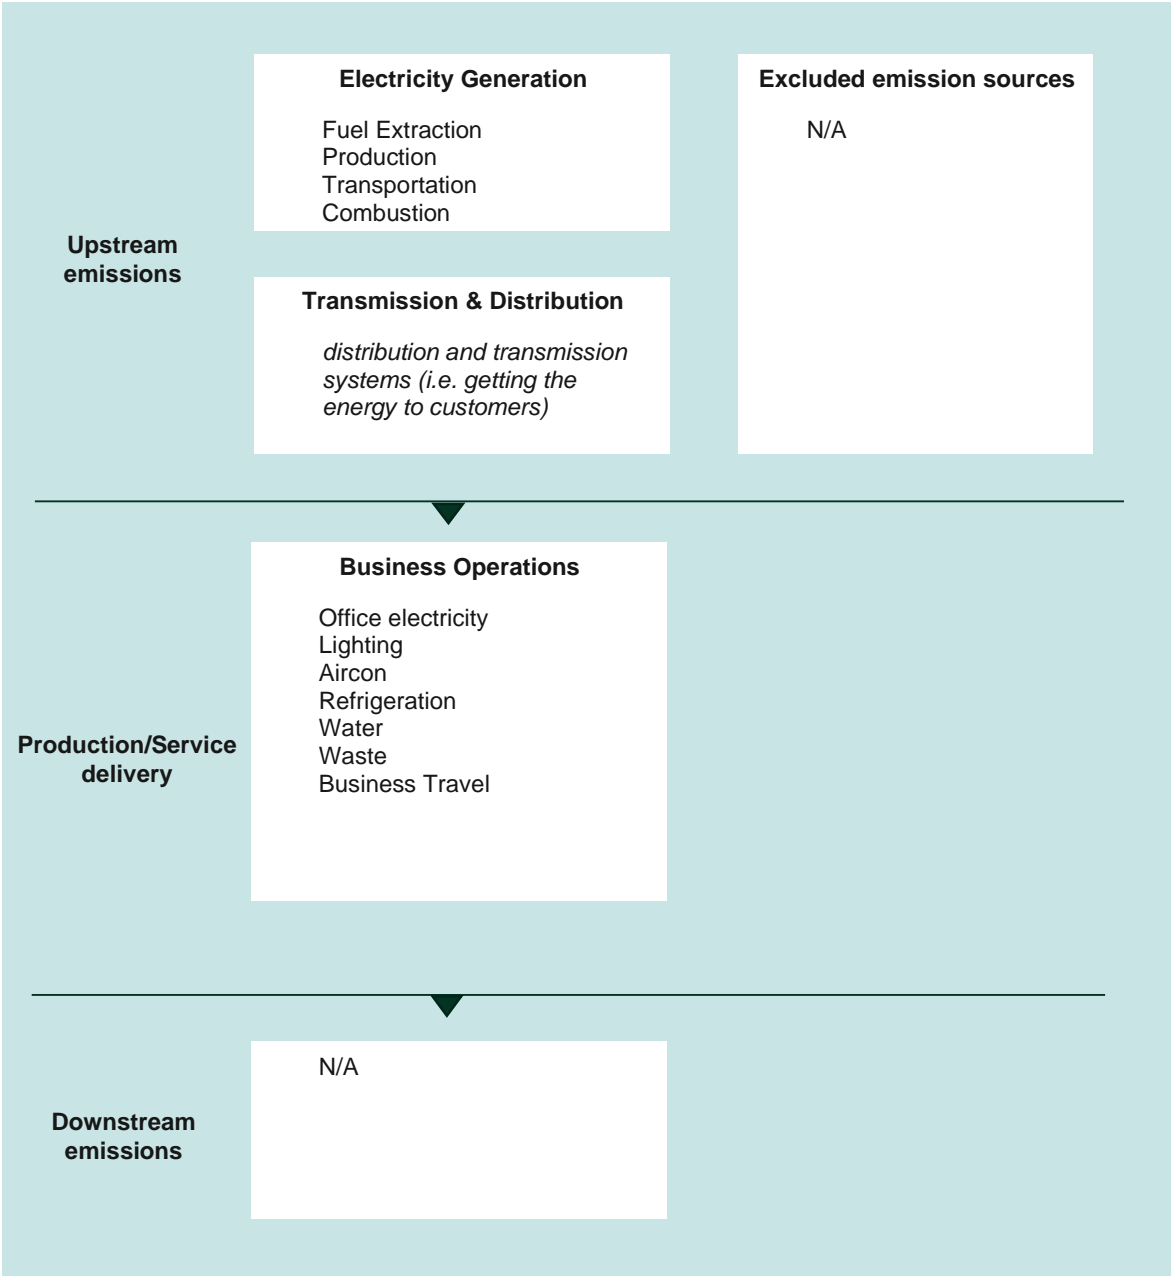 Electricity Generation
Fuel Extraction
Production
Transportation
Combustion
Excluded emission sources
N/A
Upstream
emissions
Transmission & Distribution
distribution and transmission
systems (i.e. getting the
energy to customers)
Business Operations
Office electricity
Lighting
Aircon
Refrigeration
Water
Waste
Business Travel
Production/Service
delivery
N/A
Downstream
emissions